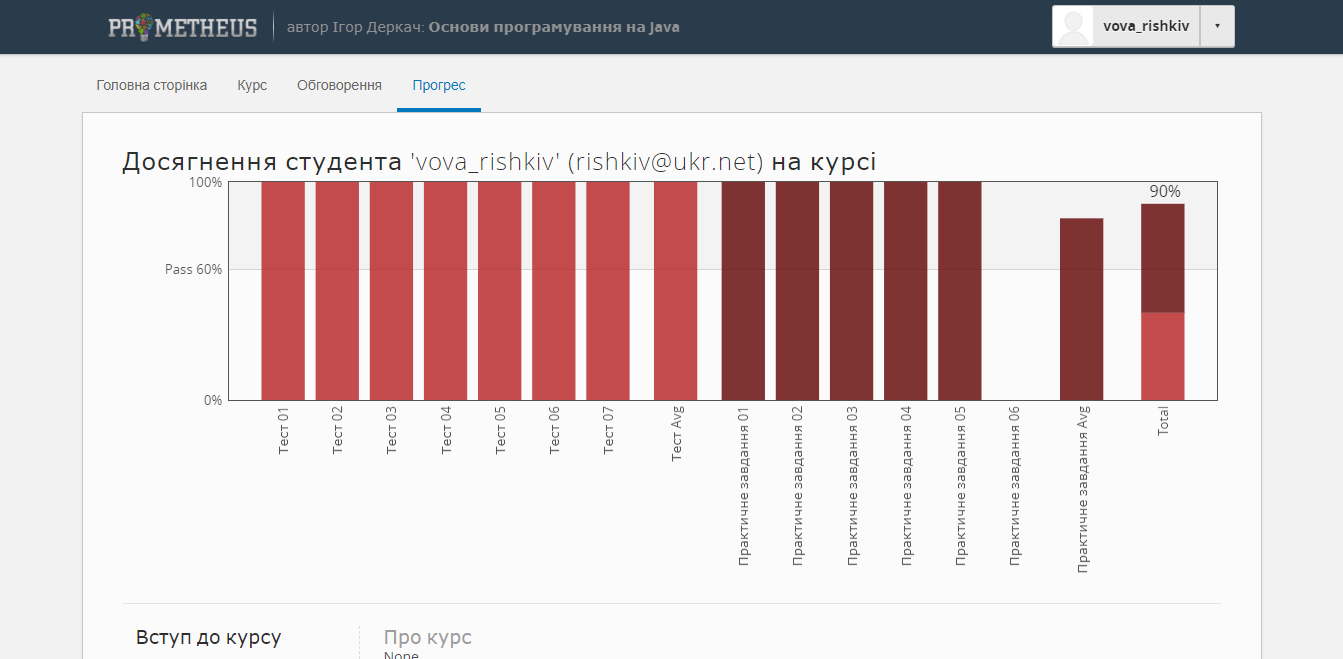 PROMETHEUS
автор Ігор Деркач: Основи програмування на Java
vova_rishkiv
Головна сторінка
Курс
Обговорення
Прогрес
Досягнення студента 'vova_rishkiv' (rishkiv@ukr.net) на курсі
100%
Pass 60%
0%
90%
Тест 01
Тест 02
Тест 03
Тест 04
Тест 05
Тест 06
Тест 07
Тест Avg
Практичне завдання 01
Практичне завдання 02
Практичне завдання 03
Практичне завдання 04
Практичне завдання 05
Практичне завдання 06
Практичне завдання Avg
Total
Вступ до курсу
Про курс
None